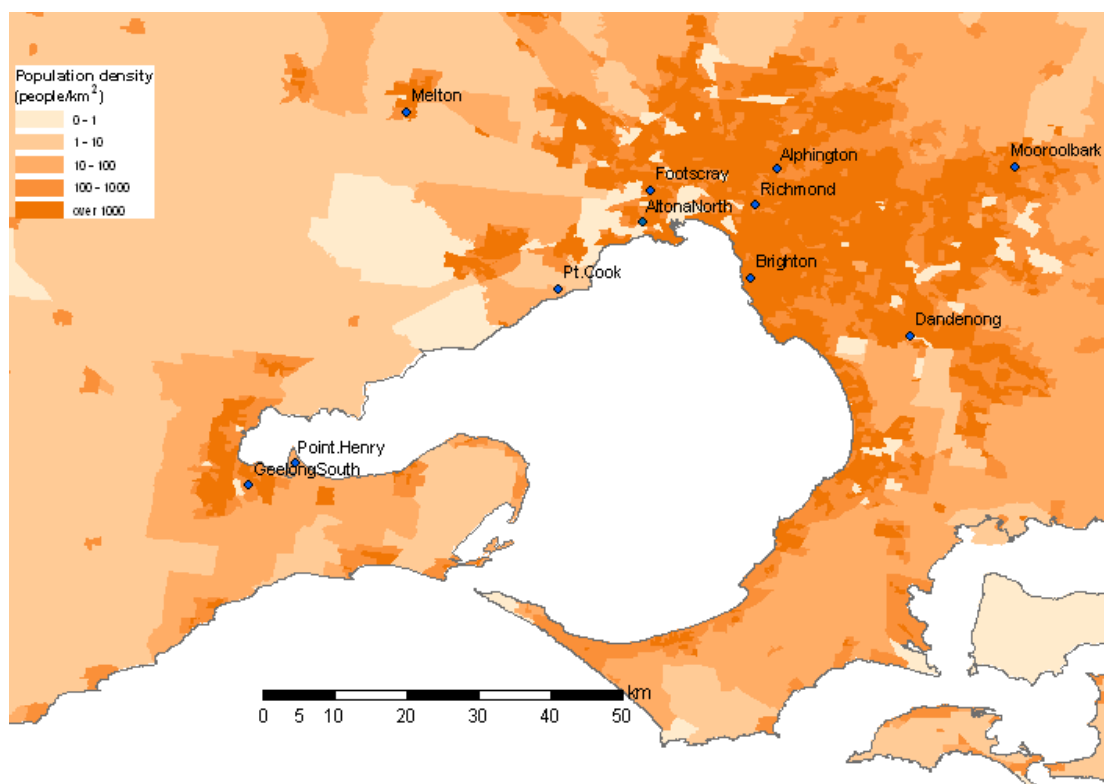 Population density
(people/km²)
0 - 1
1 - 10
10 - 100
100 - 1000
over 1000
Melton
Mooroolbark
Alphington
Footscray
Richmond
AltonaNorth
Brighton
Pt.Cook
Dandenong
Point.Henry
GeelongSouth
km
0 5 10 20 30 40 50